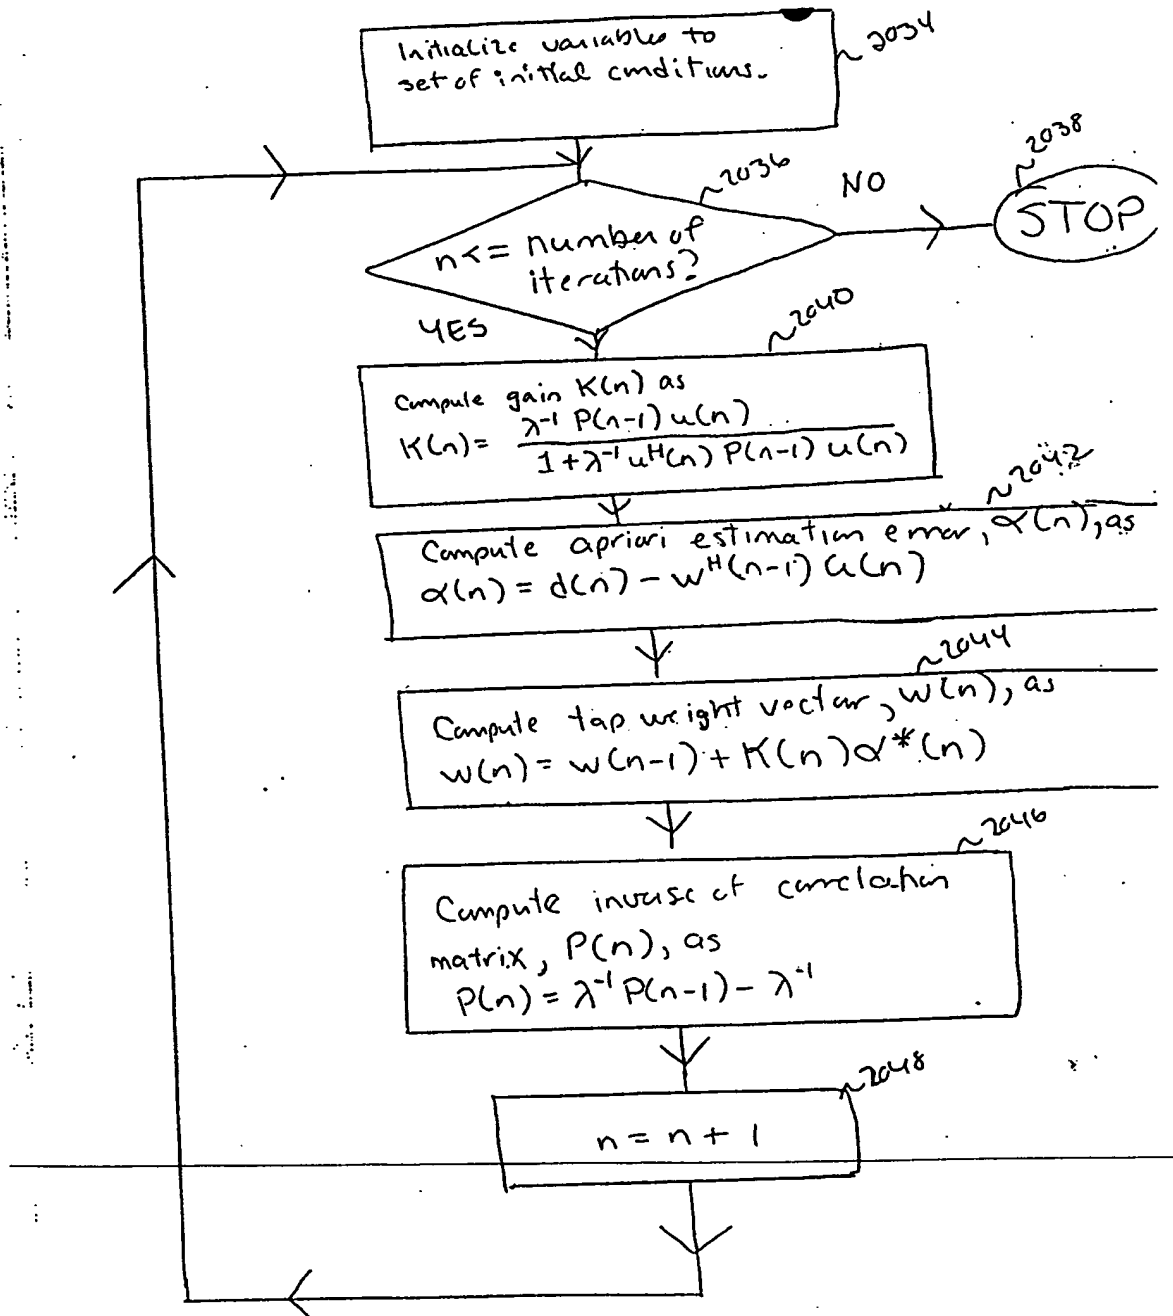 Initialize variables to
set of initial conditions.
~2034
n<= number of
iterations?
~2036
NO
~2038
STOP
YES
~2040
Compute gain K(n) as
K(n) = λ⁻¹ P(n-1) u(n)
1+λ⁻¹ uᴴ(n) P(n-1) u(n)
~2042
Compute apriori estimation error, α(n), as
α(n) = d(n) - wᴴ(n-1) u(n)
~2044
Compute tap weight vector, w(n), as
w(n) = w(n-1) + K(n)α*(n)
~2046
Compute inverse of correlation
matrix, P(n), as
P(n) = λ⁻¹ P(n-1) - λ⁻¹
~2048
n = n + 1